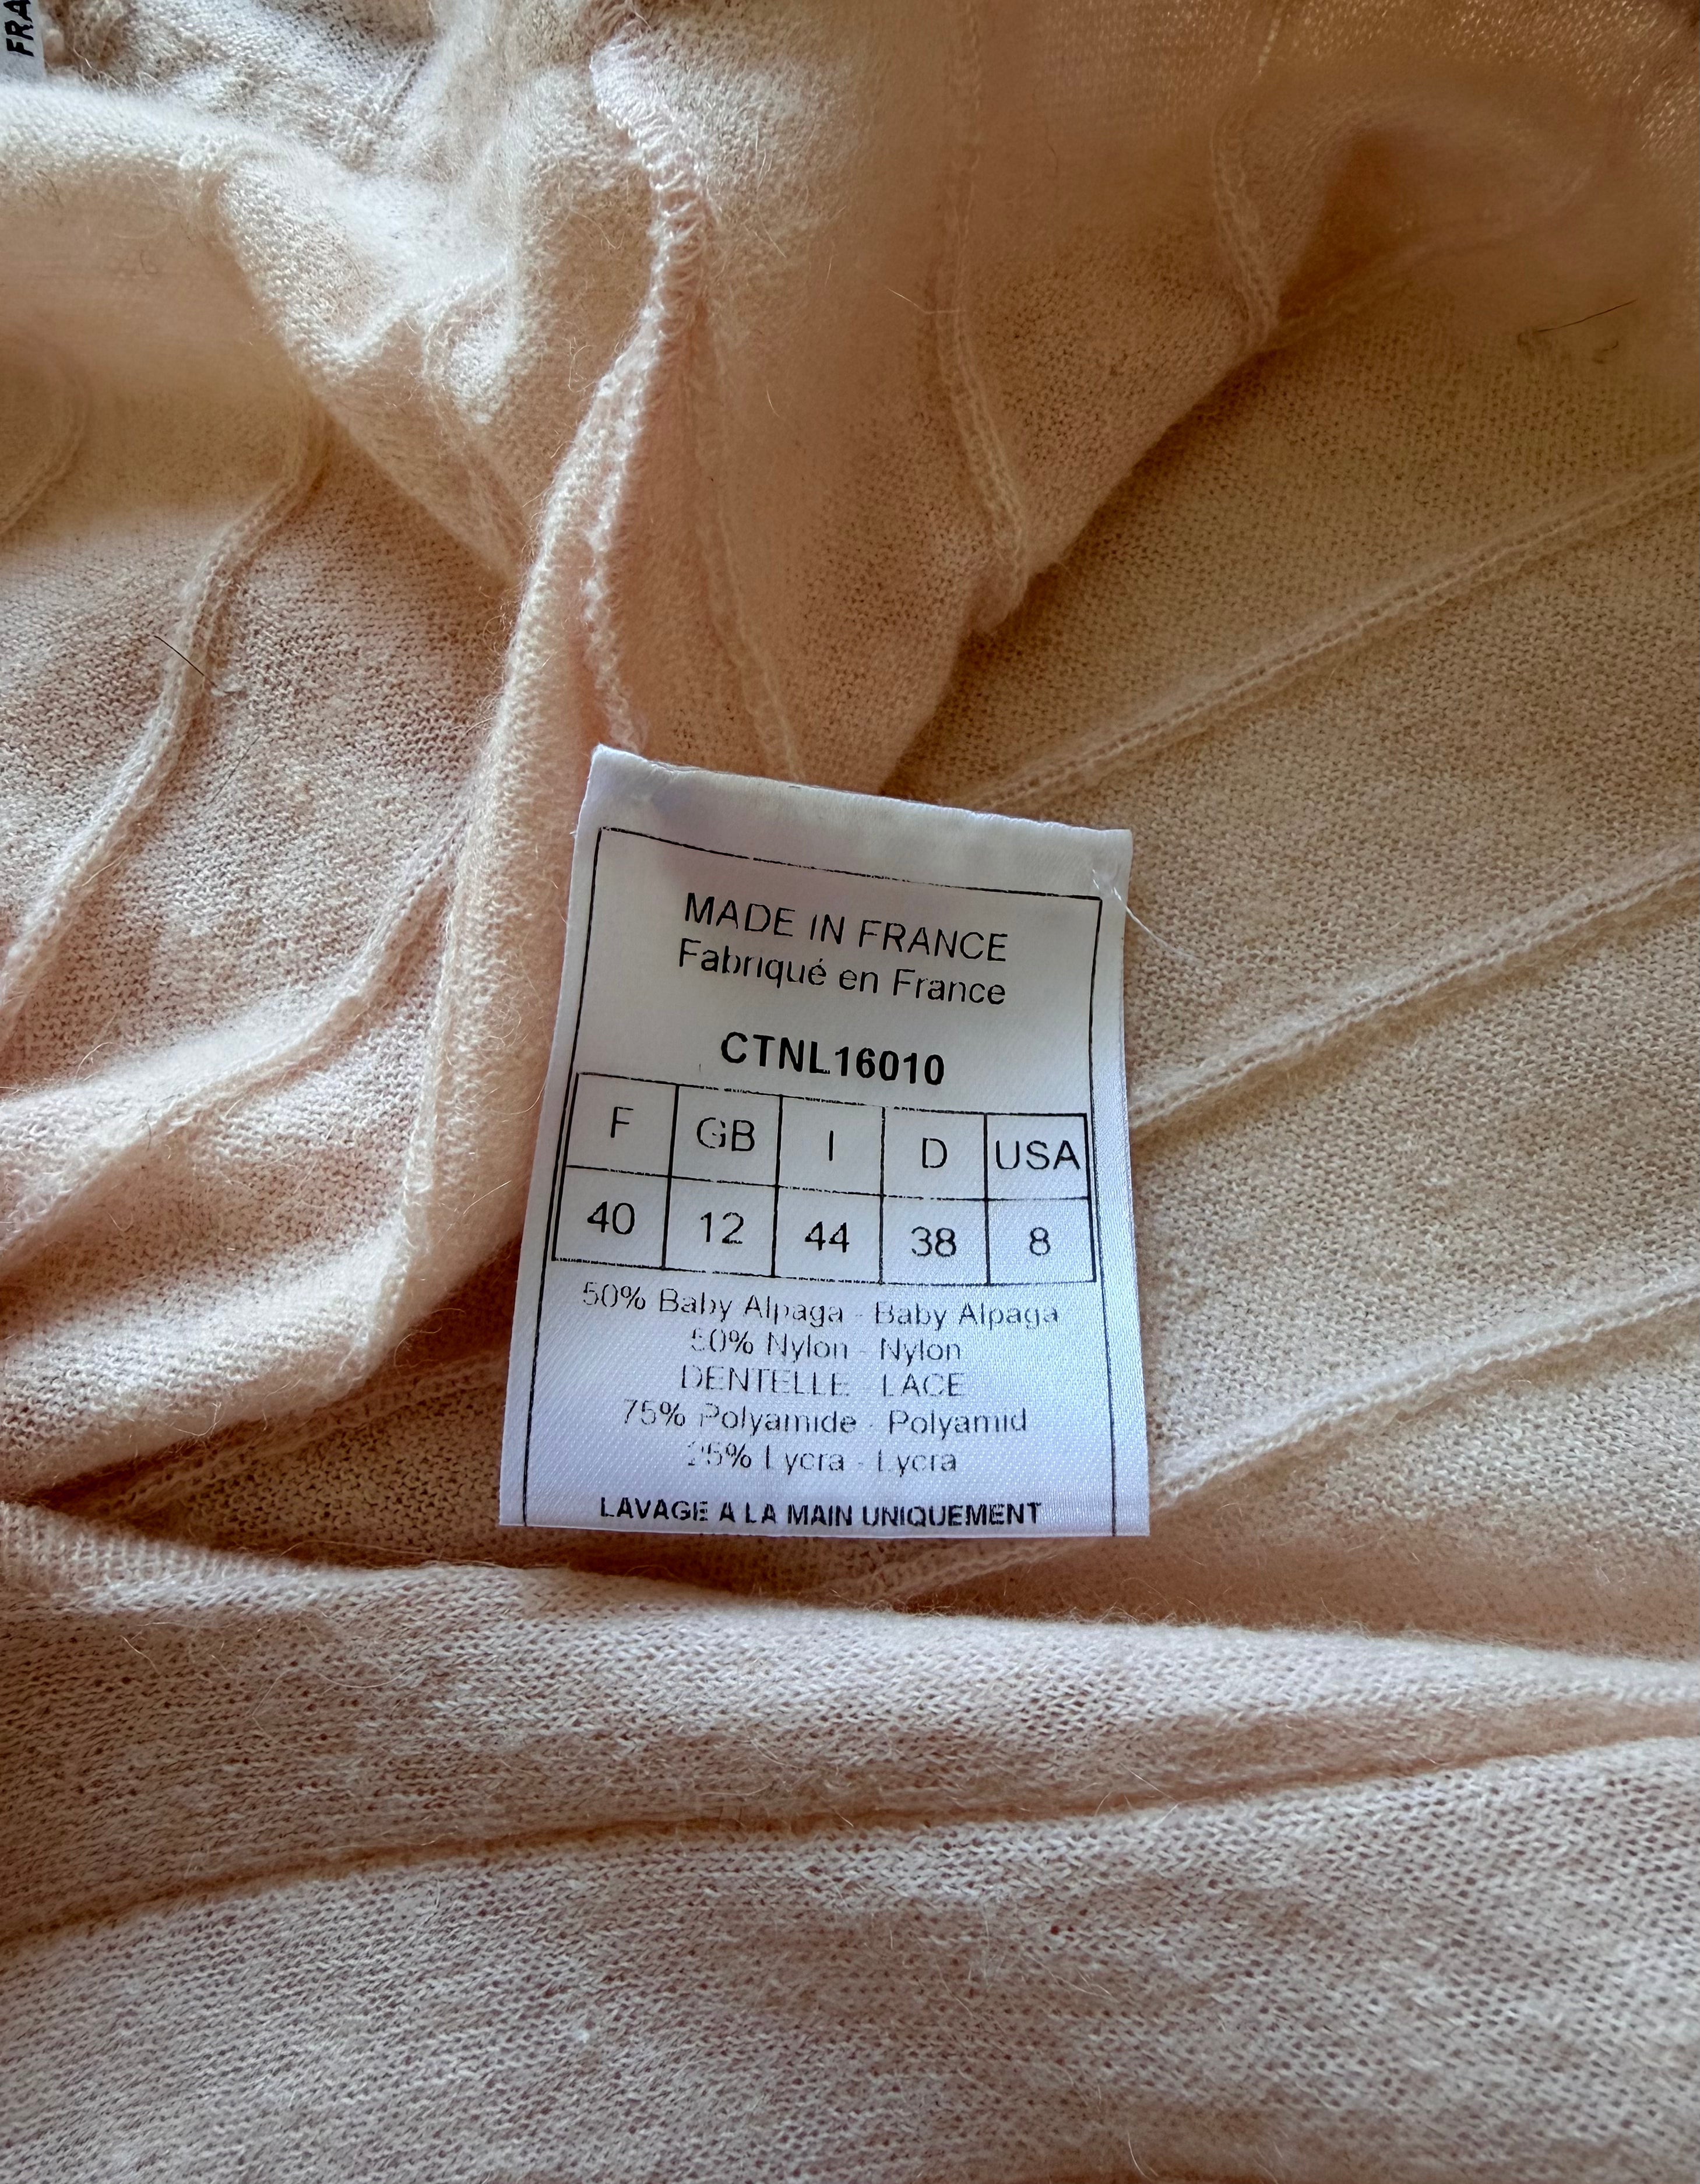 FRA
MADE IN FRANCE
Fabriqué en France
CTNL16010
F GB I D USA
40 12 44 38 8
50% Baby Alpaga - Baby Alpaga
50% Nylon - Nylon
DENTELLE - LACE
75% Polyamide - Polyamid
25% Lycra - Lycra
LAVAGE A LA MAIN UNIQUEMENT